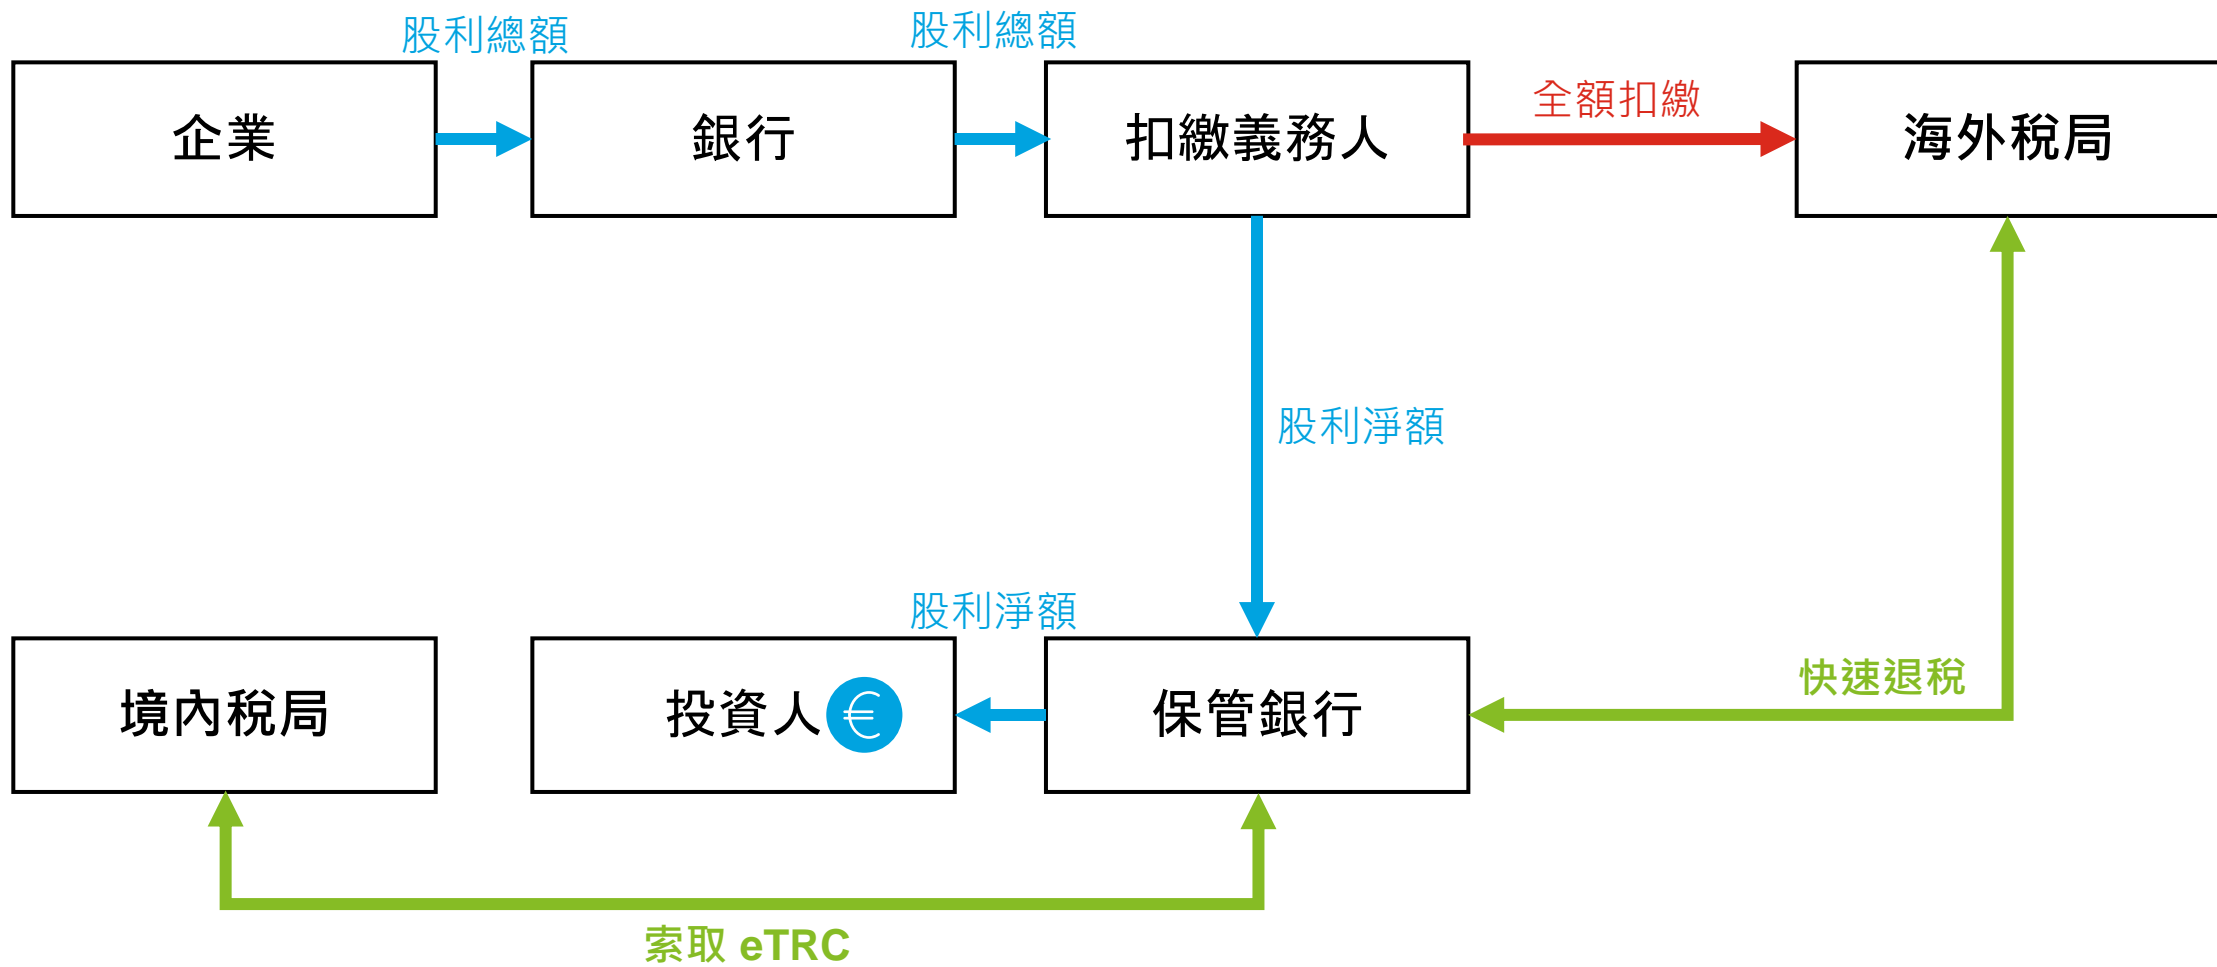 股利總額
股利總額
企業
銀行
扣繳義務人
全額扣繳
海外稅局
股利淨額
股利淨額
境內稅局
投資人 €
保管銀行
快速退稅
索取 eTRC